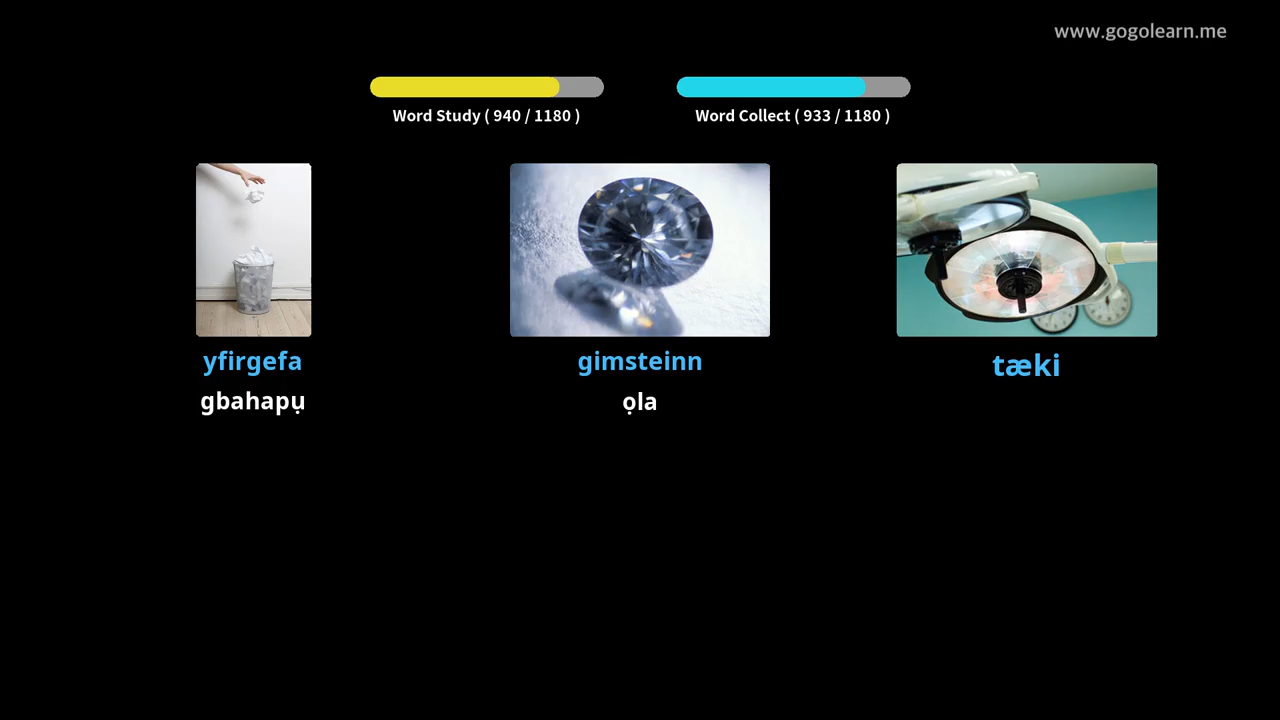 www.gogolearn.me
Word Study ( 940 / 1180 )
Word Collect ( 933 / 1180 )
yfirgefa
gbahapụ
gimsteinn
ọla
tæki